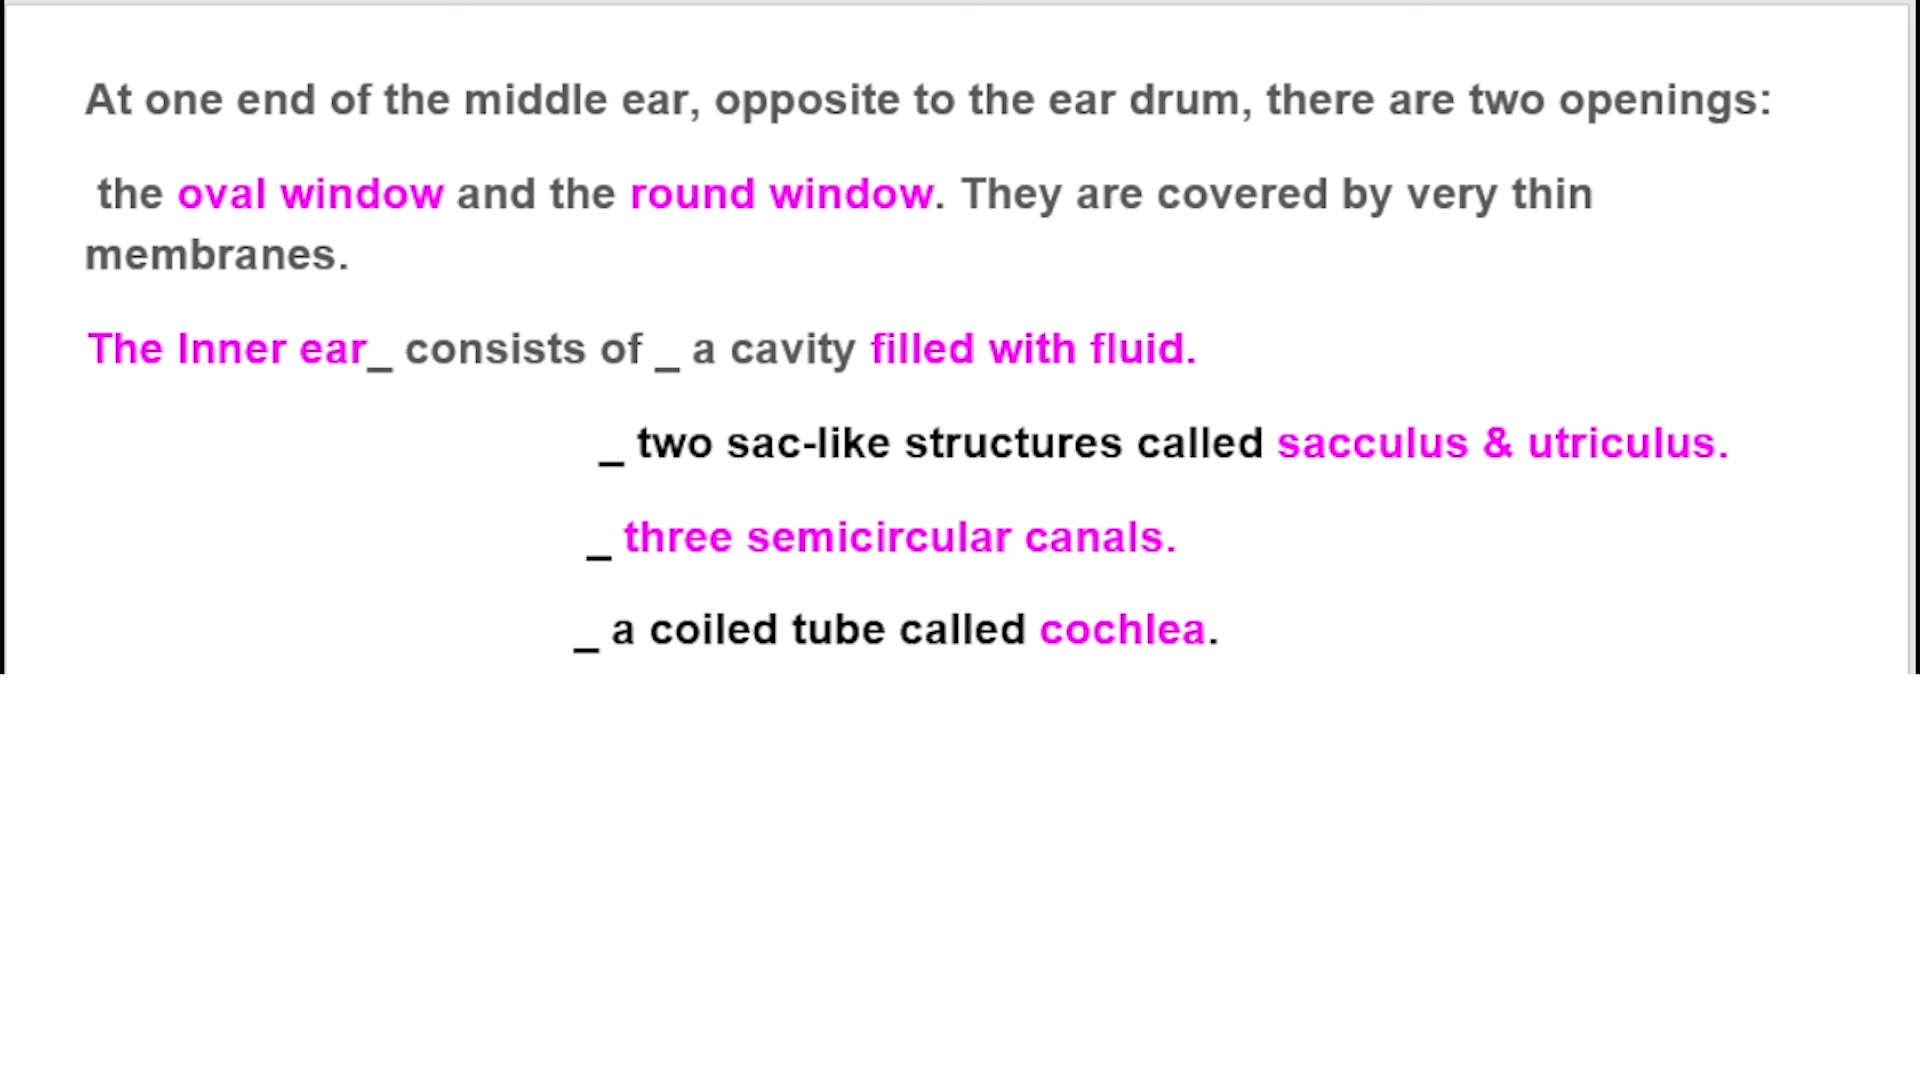 At one end of the middle ear, opposite to the ear drum, there are two openings:
the oval window and the round window. They are covered by very thin
membranes.
The Inner ear_ consists of _ a cavity filled with fluid.
_ two sac-like structures called sacculus & utriculus.
_ three semicircular canals.
_ a coiled tube called cochlea.